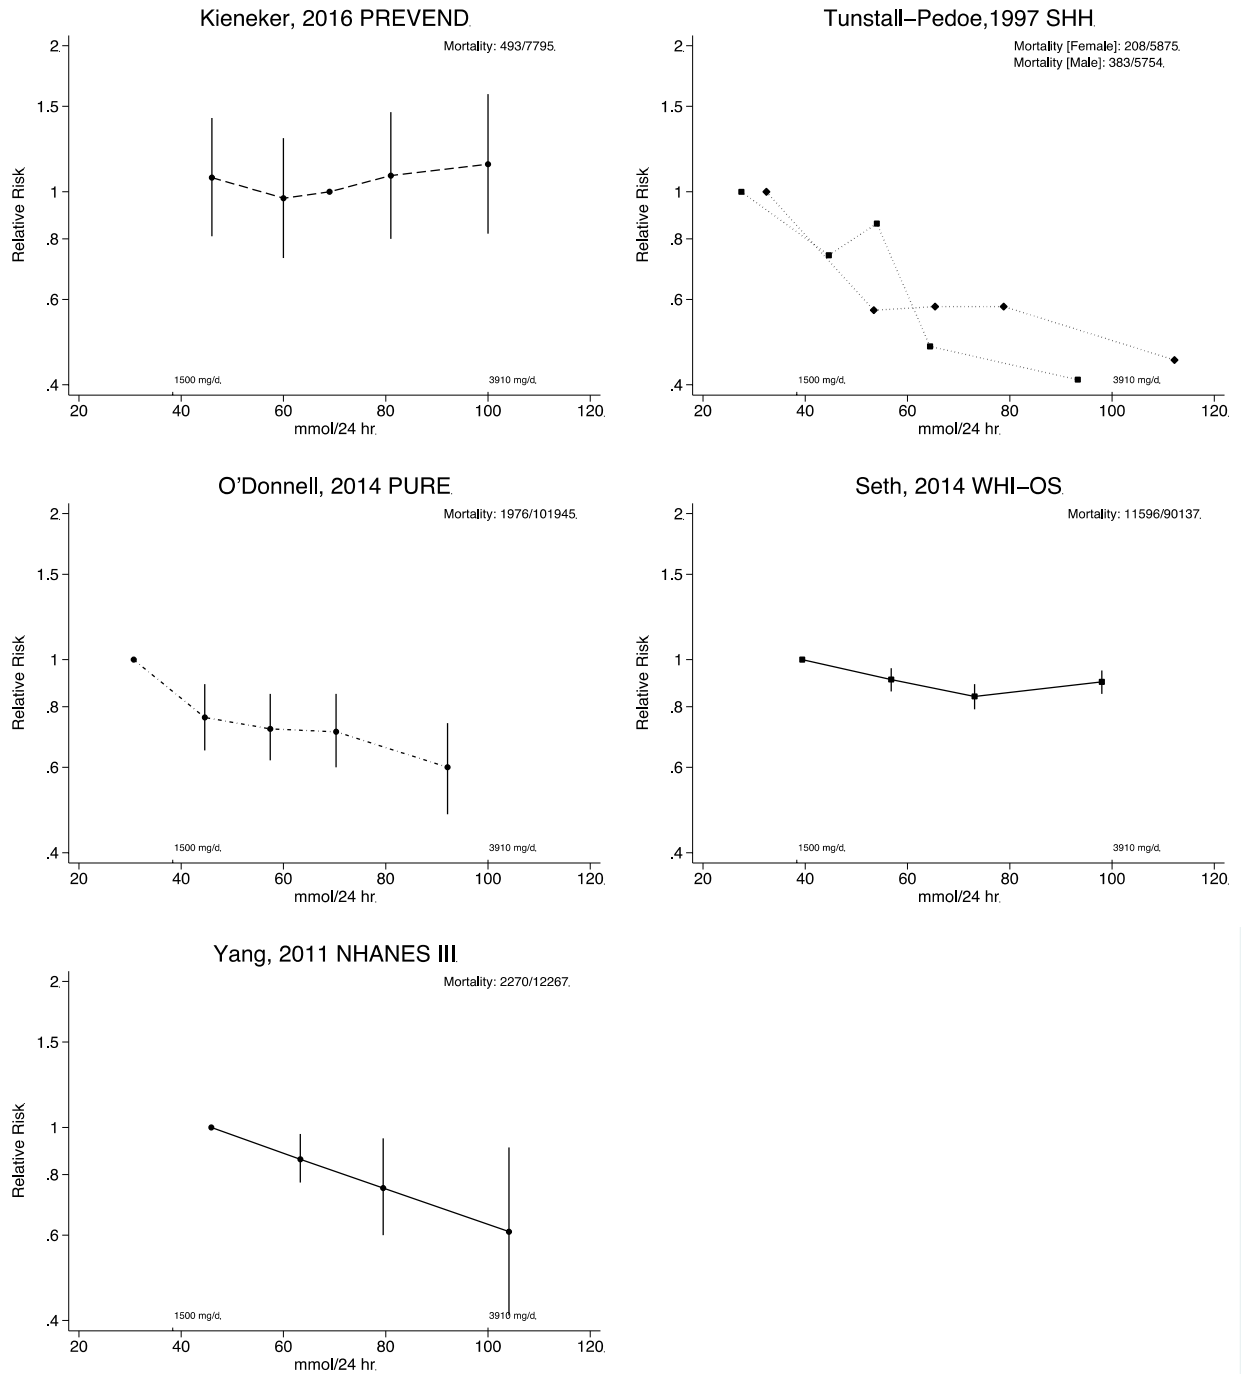 Kieneker, 2016 PREVEND
Mortality: 493/7795
2
1.5
1
.8
.6
.4
Relative Risk
1500 mg/d
3910 mg/d
20 40 60 80 100 120
mmol/24 hr
Tunstall–Pedoe,1997 SHH
Mortality [Female]: 208/5875
Mortality [Male]: 383/5754
2
1.5
1
.8
.6
.4
Relative Risk
1500 mg/d
3910 mg/d
20 40 60 80 100 120
mmol/24 hr
O'Donnell, 2014 PURE
Mortality: 1976/101945
2
1.5
1
.8
.6
.4
Relative Risk
1500 mg/d
3910 mg/d
20 40 60 80 100 120
mmol/24 hr
Seth, 2014 WHI–OS
Mortality: 11596/90137
2
1.5
1
.8
.6
.4
Relative Risk
1500 mg/d
3910 mg/d
20 40 60 80 100 120
mmol/24 hr
Yang, 2011 NHANES III
Mortality: 2270/12267
2
1.5
1
.8
.6
.4
Relative Risk
1500 mg/d
3910 mg/d
20 40 60 80 100 120
mmol/24 hr